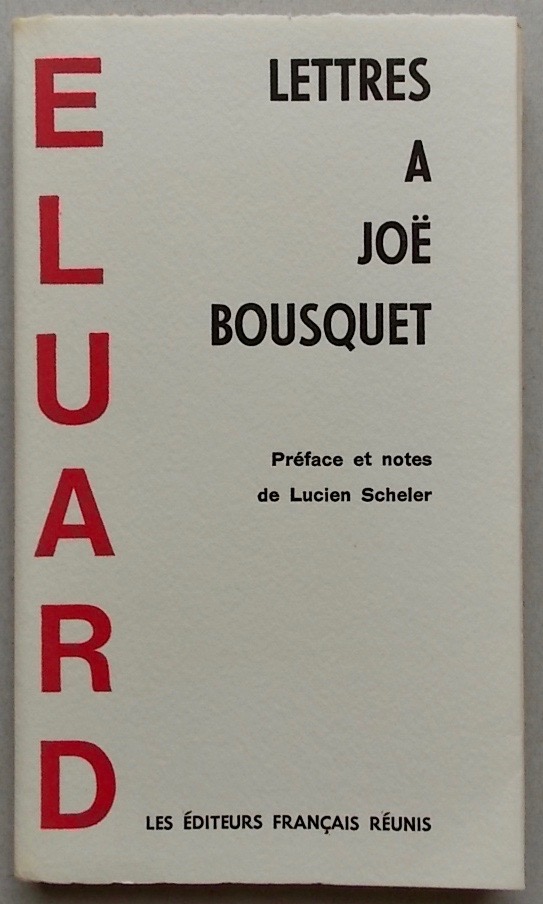 ELUARD
LETTRES
A
JOË
BOUSQUET
Préface et notes
de Lucien Scheler
LES ÉDITEURS FRANÇAIS RÉUNIS